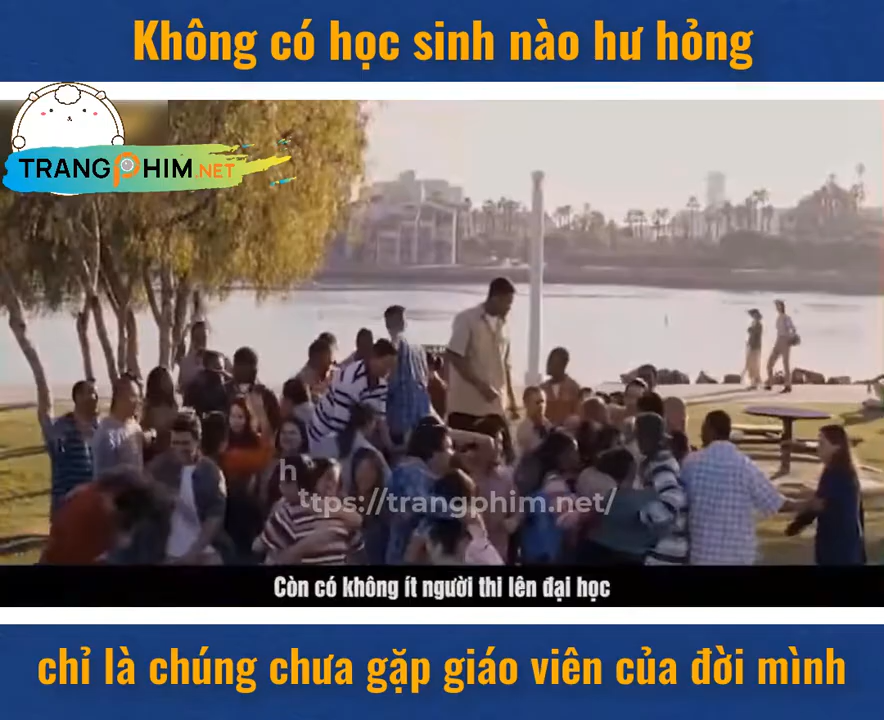 Không có học sinh nào hư hỏng
TRANGPHIM.NET
https://trangphim.net/
Còn có không ít người thi lên đại học
chỉ là chúng chưa gặp giáo viên của đời mình